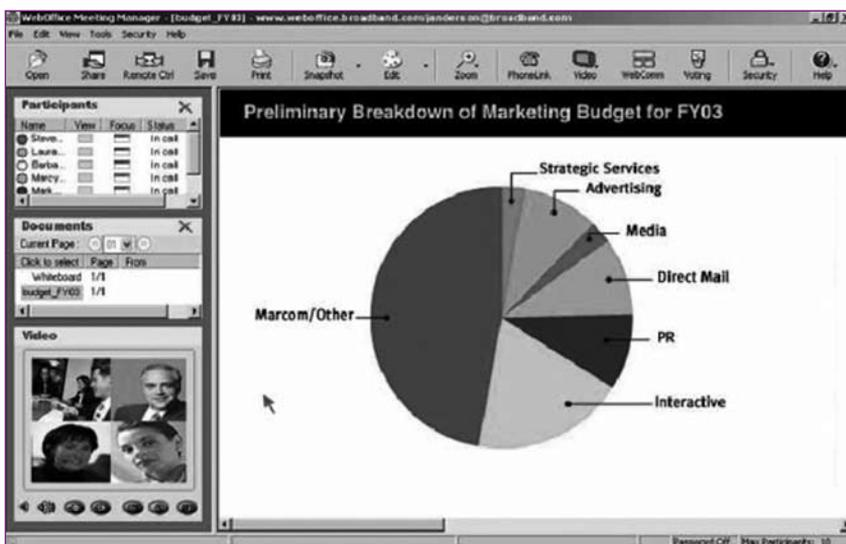 WebOffice Meeting Manager - [budget_FY03] - www.weboffice.broadband.com/janderson@broadband.com
File Edit View Tools Security Help
Open Share Remote Ctrl Save Print Snapshot Edit Zoom PhoneLink Video WebComm Voting Security Help
Participants
Name View Focus Status
Steve... In call
Laura... In call
Barba... In call
Marcy... In call
Mark... In call
Documents
Current Page: 01
Click to select Page From
Whiteboard 1/1
budget_FY03 1/1
Video
Preliminary Breakdown of Marketing Budget for FY03
Strategic Services
Advertising
Media
Direct Mail
Marcom/Other
PR
Interactive
Password Off Max Participants: 10